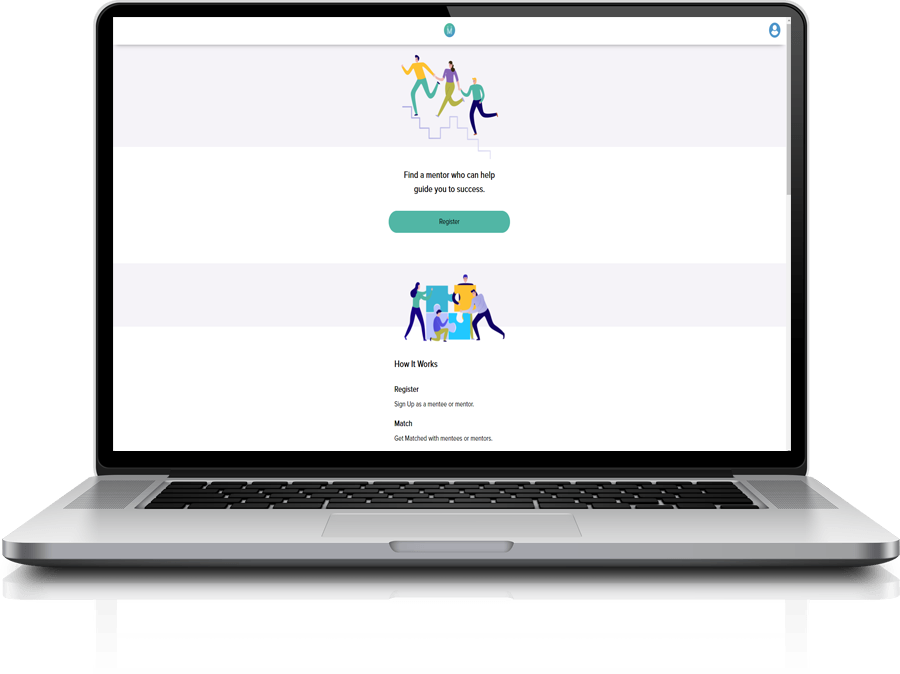 M
Find a mentor who can help
guide you to success.
Register
How It Works
Register
Sign Up as a mentee or mentor.
Match
Get Matched with mentees or mentors.